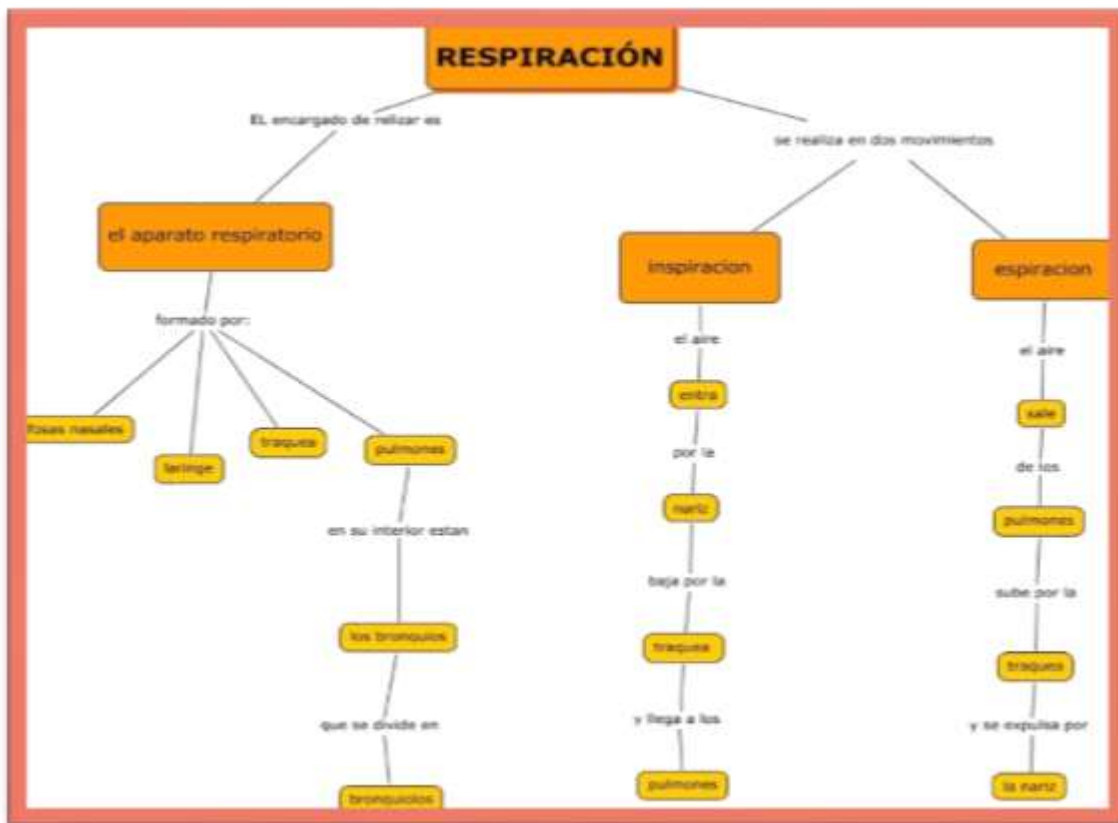 RESPIRACIÓN
EL encargado de relizar es
se realiza en dos movimientos
el aparato respiratorio
inspiracion
espiracion
formado por:
el aire
el aire
entra
sale
fosas nasales
laringe
traquea
pulmones
por la
de los
nariz
pulmones
en su interior estan
baja por la
sube por la
los bronquios
traquea
traquea
que se divide en
y llega a los
y se expulsa por
bronquiolos
pulmones
la nariz